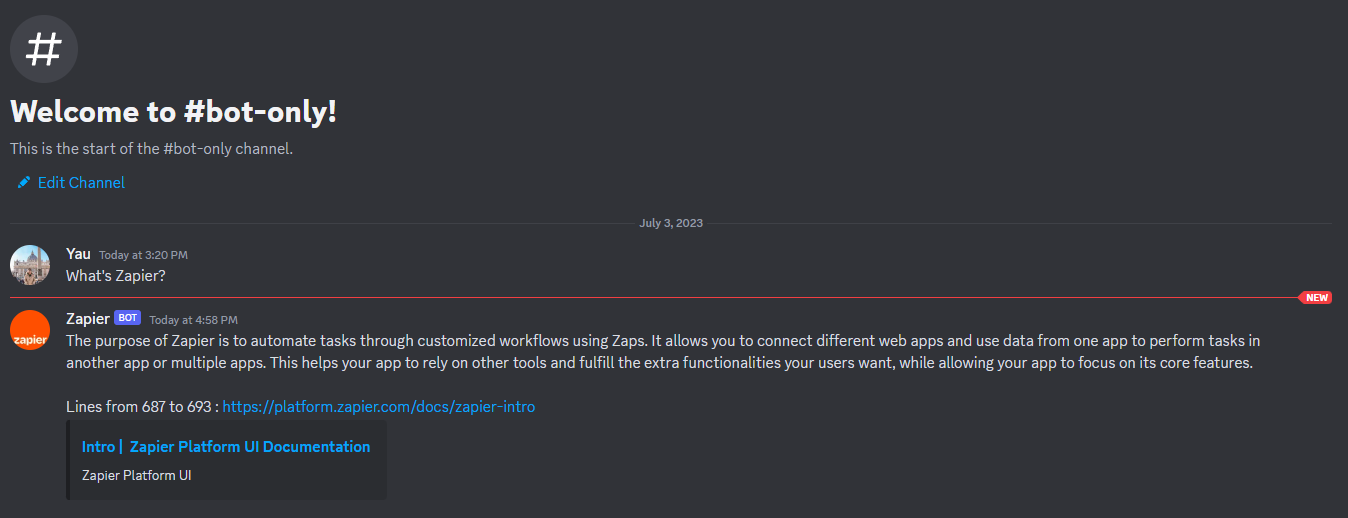 #
Welcome to #bot-only!
This is the start of the #bot-only channel.
Edit Channel
July 3, 2023
Yau Today at 3:20 PM
What's Zapier?
NEW
zapier
Zapier BOT Today at 4:58 PM
The purpose of Zapier is to automate tasks through customized workflows using Zaps. It allows you to connect different web apps and use data from one app to perform tasks in
another app or multiple apps. This helps your app to rely on other tools and fulfill the extra functionalities your users want, while allowing your app to focus on its core features.
Lines from 687 to 693 : https://platform.zapier.com/docs/zapier-intro
Intro | Zapier Platform UI Documentation
Zapier Platform UI